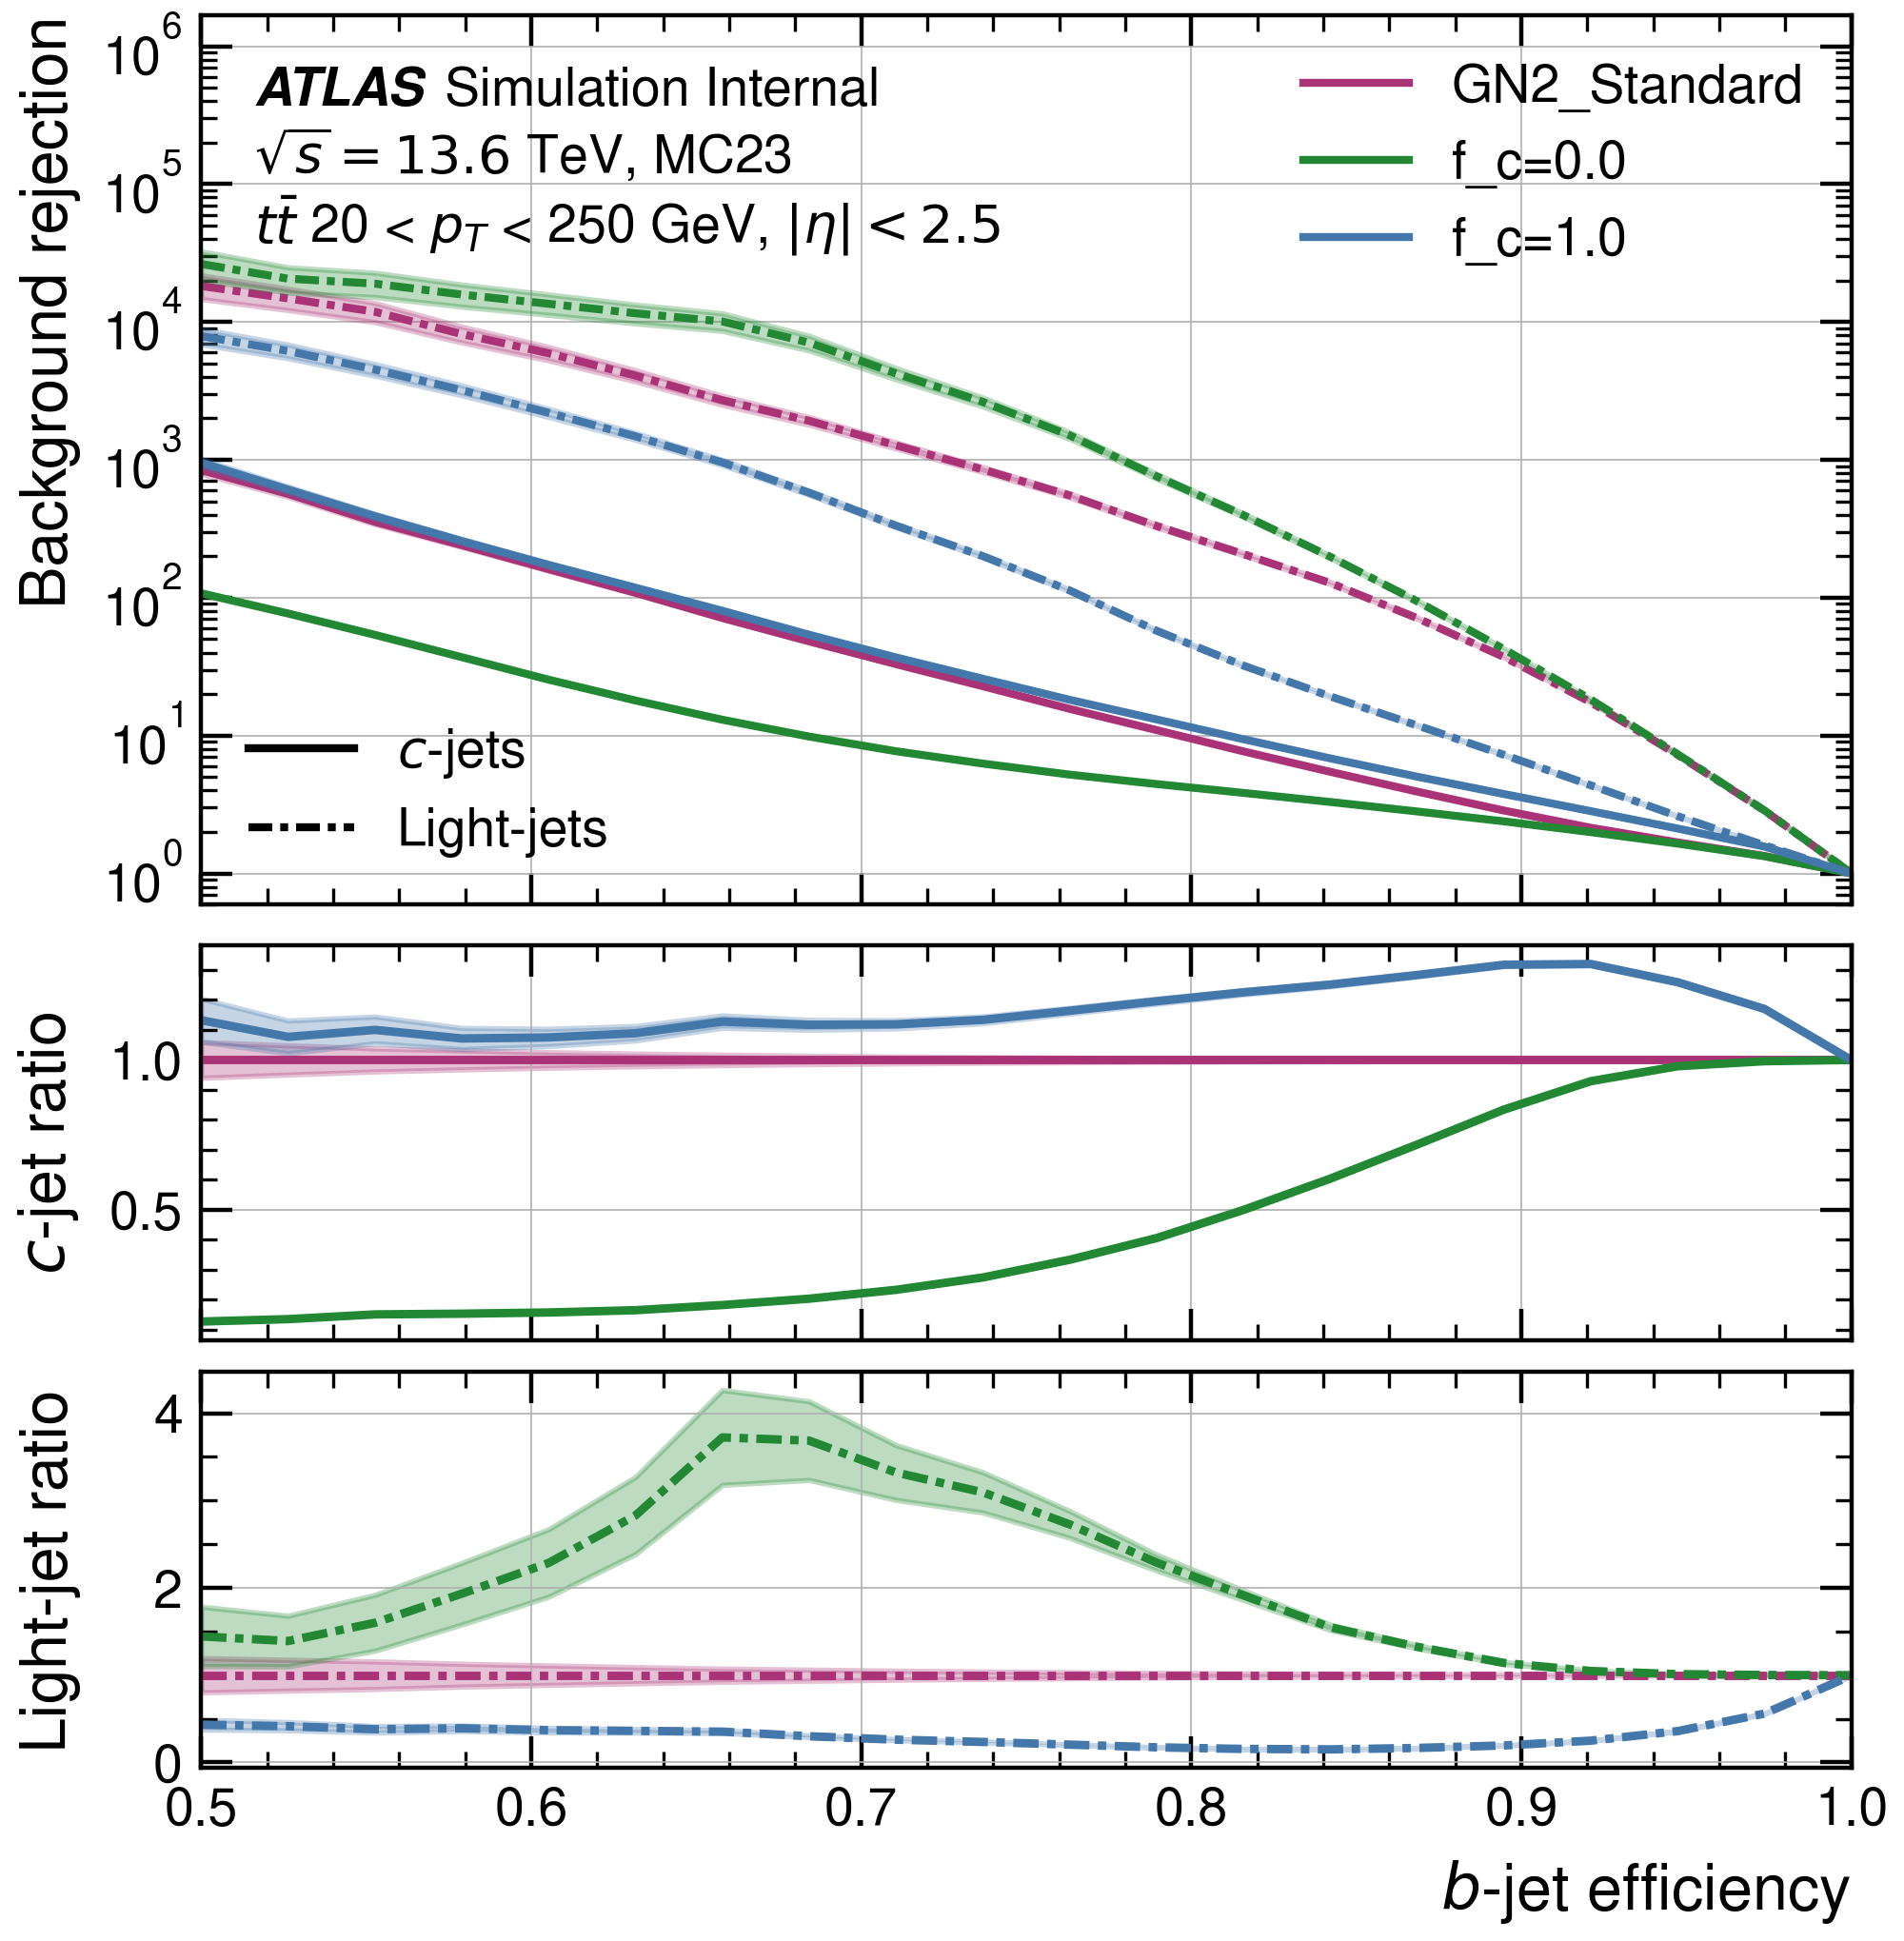 Background rejection
10^6
10^5
10^4
10^3
10^2
10^1
10^0
ATLAS Simulation Internal
√s = 13.6 TeV, MC23
tt̄ 20 < p_T < 250 GeV, |η| < 2.5
GN2_Standard
f_c=0.0
f_c=1.0
c-jets
Light-jets
c-jet ratio
1.0
0.5
Light-jet ratio
4
2
0
0.5 0.6 0.7 0.8 0.9 1.0
b-jet efficiency